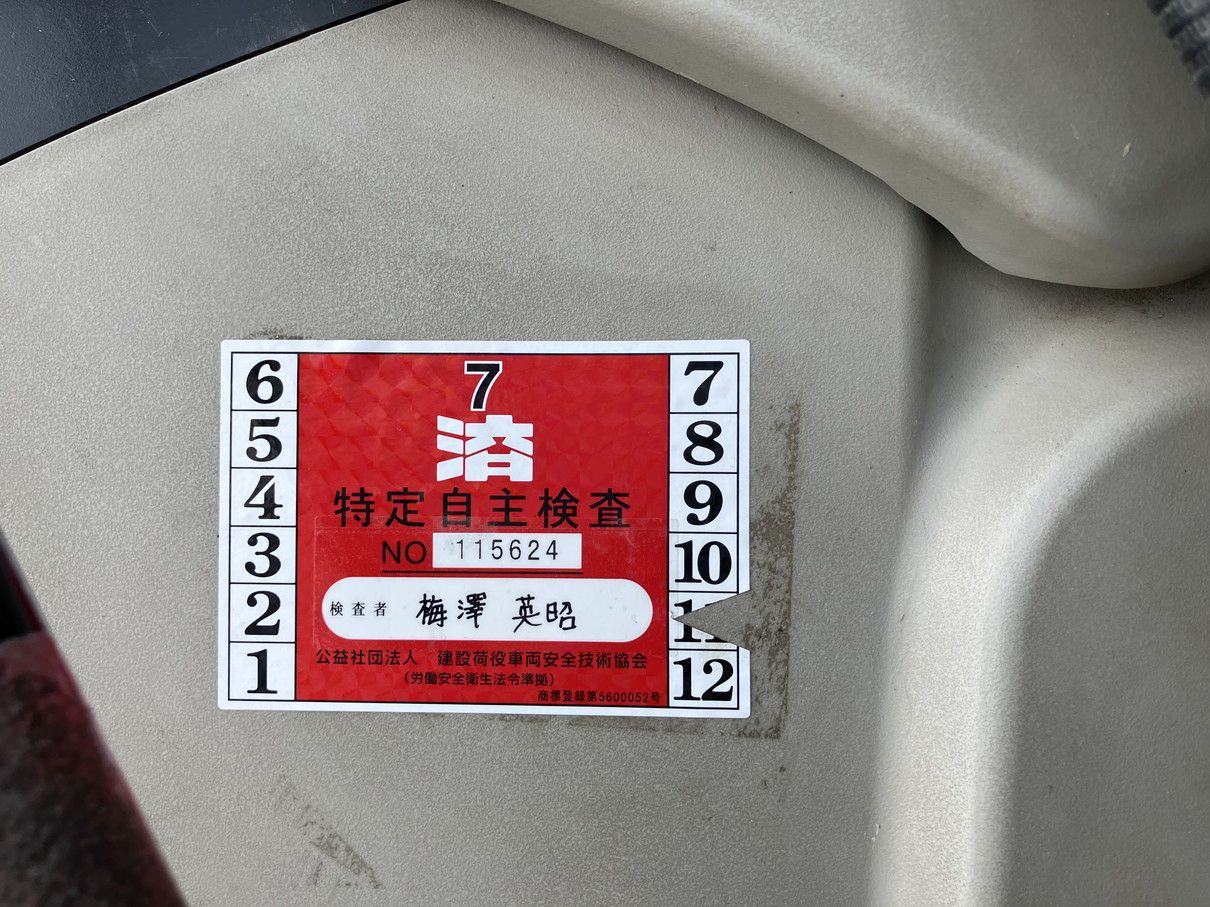 7
済
特定自主検査
NO 115624
検査者 梅澤 英昭
公益社団法人 建設荷役車両安全技術協会
(労働安全衛生法令準拠)
商標登録第5600052号
6
5
4
3
2
1
7
8
9
10
11
12